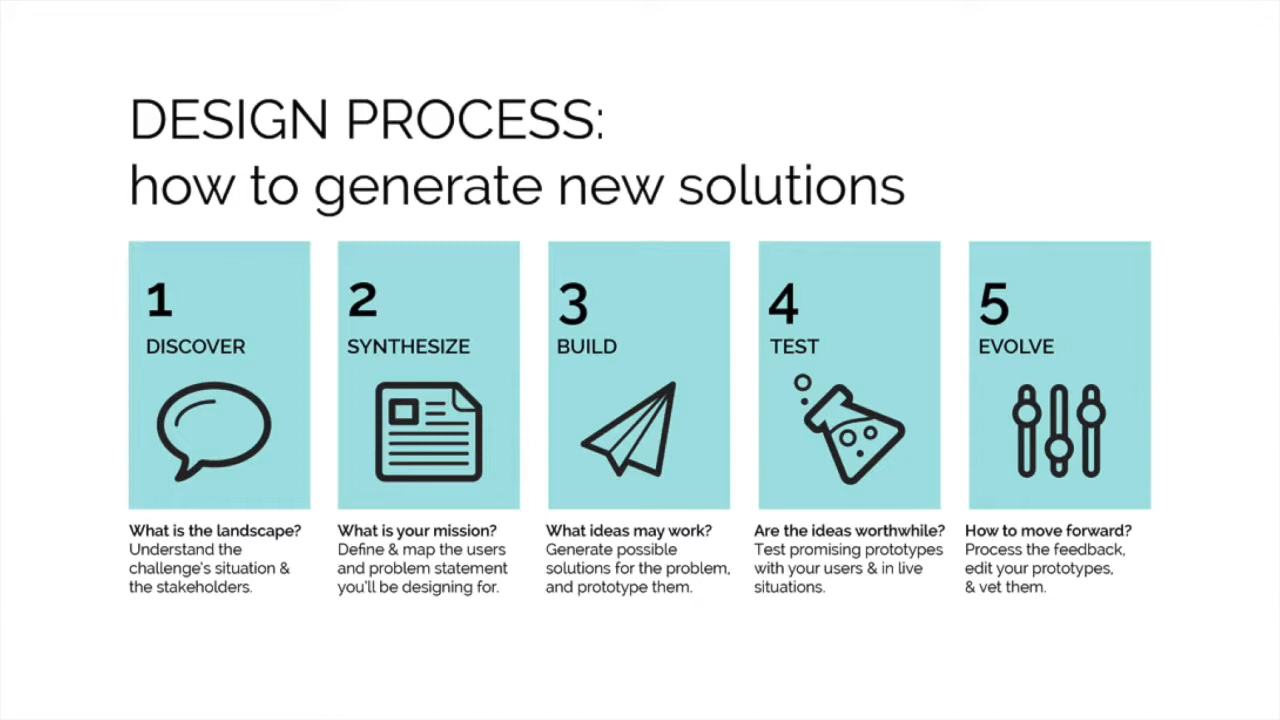 DESIGN PROCESS:
how to generate new solutions
1
DISCOVER
What is the landscape?
Understand the
challenge's situation &
the stakeholders.
2
SYNTHESIZE
What is your mission?
Define & map the users
and problem statement
you'll be designing for.
3
BUILD
What ideas may work?
Generate possible
solutions for the problem,
and prototype them.
4
TEST
Are the ideas worthwhile?
Test promising prototypes
with your users & in live
situations.
5
EVOLVE
How to move forward?
Process the feedback,
edit your prototypes,
& vet them.